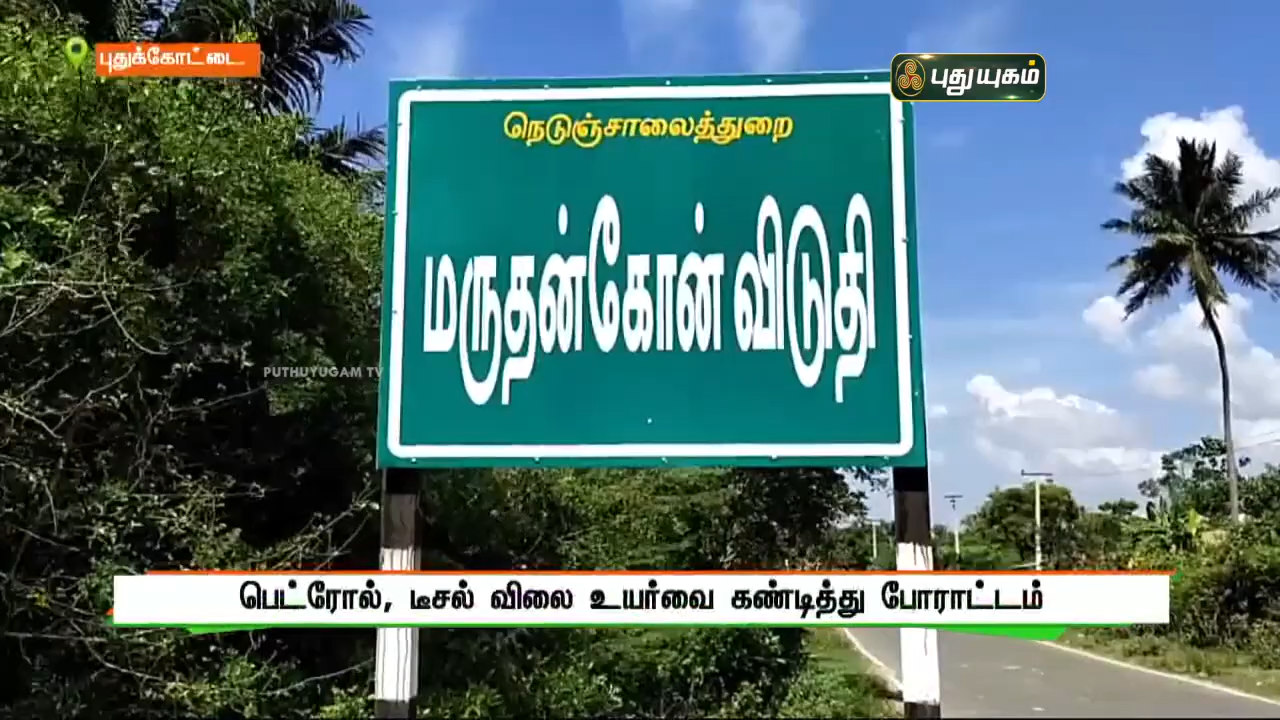 புதுக்கோட்டை..
புதுயுகம்
நெடுஞ்சாலைத்துறை
மருதன்கோன் விடுதி
PUTHUYUGAM TV
பெட்ரோல், டீசல் விலை உயர்வை கண்டித்து போராட்டம்